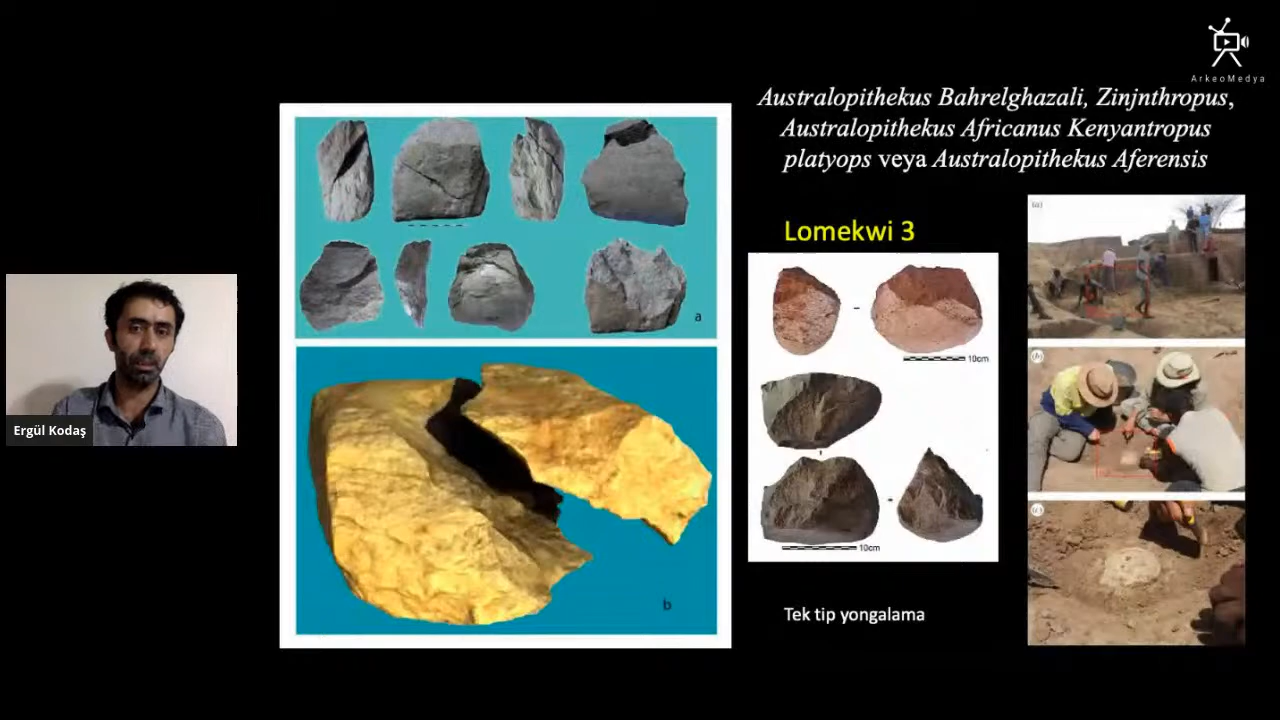 ArkeoMedya
Australopithekus Bahrelghazali, Zinjnthropus,
Australopithekus Africanus Kenyantropus
platyops veya Australopithekus Aferensis
Lomekwi 3
a
b
10cm
10cm
(a)
(b)
(c)
Ergül Kodaş
Tek tip yongalama